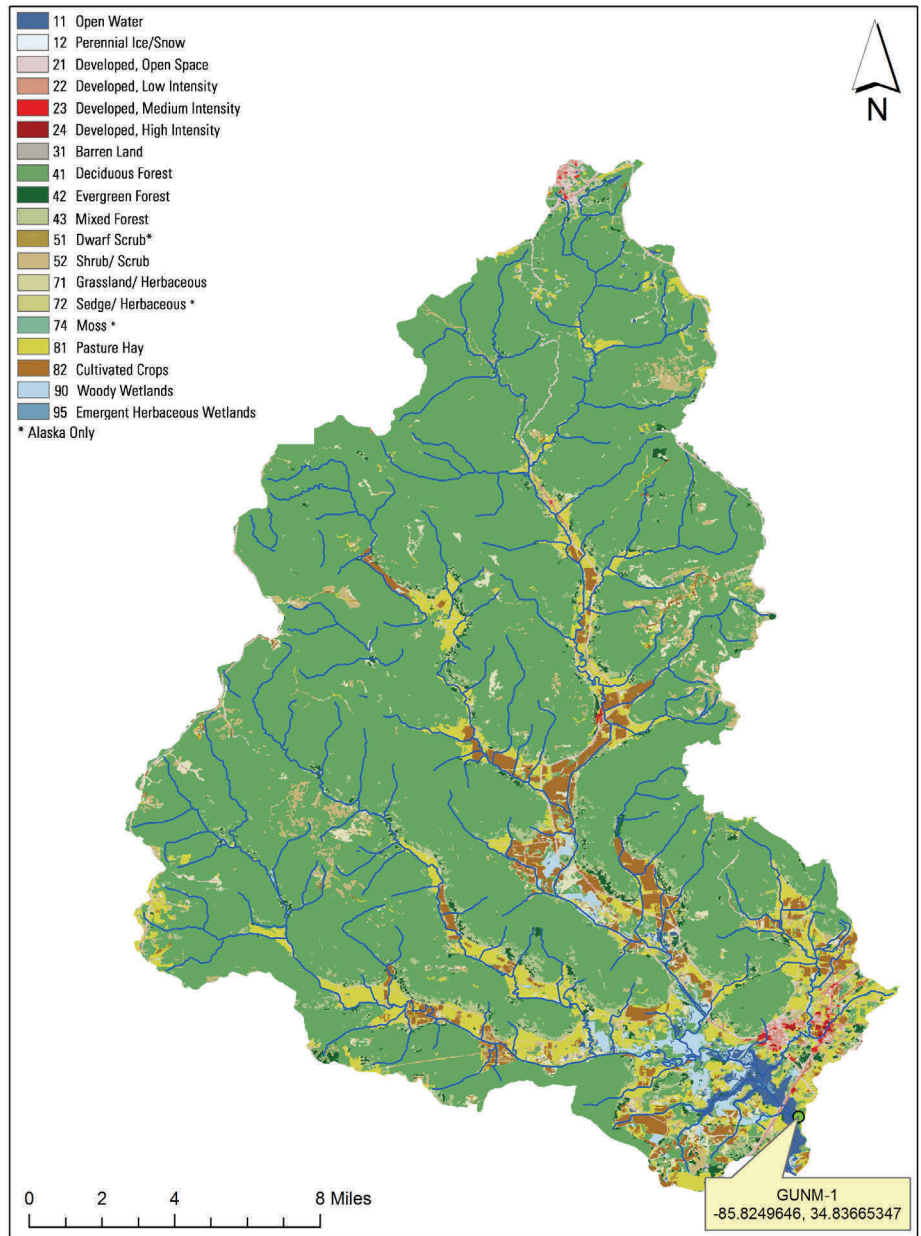 11 Open Water
12 Perennial Ice/Snow
21 Developed, Open Space
22 Developed, Low Intensity
23 Developed, Medium Intensity
24 Developed, High Intensity
31 Barren Land
41 Deciduous Forest
42 Evergreen Forest
43 Mixed Forest
51 Dwarf Scrub*
52 Shrub/ Scrub
71 Grassland/ Herbaceous
72 Sedge/ Herbaceous *
74 Moss *
81 Pasture Hay
82 Cultivated Crops
90 Woody Wetlands
95 Emergent Herbaceous Wetlands
* Alaska Only
N
0 2 4 8 Miles
GUNM-1
-85.8249646, 34.83665347